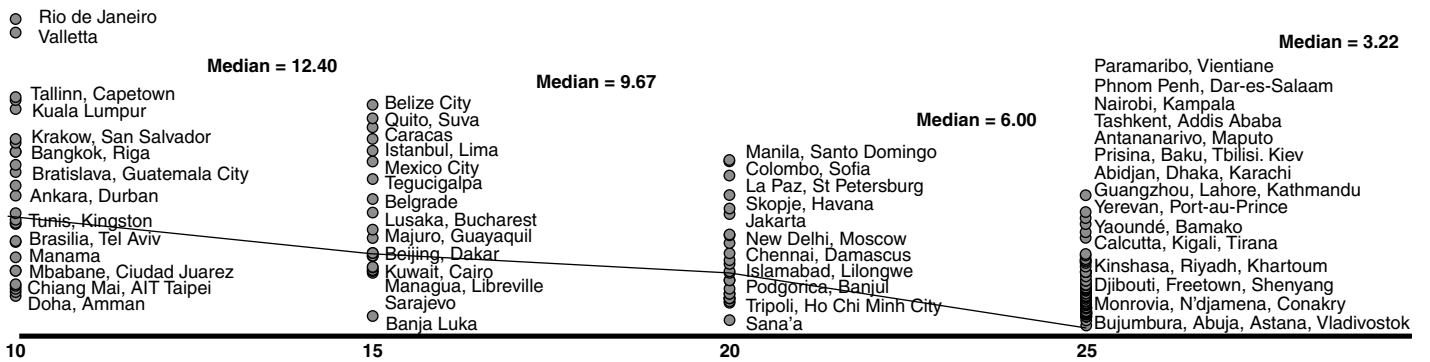 Rio de Janeiro
Valletta
Median = 12.40
Tallinn, Capetown
Kuala Lumpur
Krakow, San Salvador
Bangkok, Riga
Bratislava, Guatemala City
Ankara, Durban
Tunis, Kingston
Brasilia, Tel Aviv
Manama
Mbabane, Ciudad Juarez
Chiang Mai, AIT Taipei
Doha, Amman
Median = 9.67
Belize City
Quito, Suva
Caracas
Istanbul, Lima
Mexico City
Tegucigalpa
Belgrade
Lusaka, Bucharest
Majuro, Guayaquil
Beijing, Dakar
Kuwait, Cairo
Managua, Libreville
Sarajevo
Banja Luka
Median = 6.00
Manila, Santo Domingo
Colombo, Sofia
La Paz, St Petersburg
Skopje, Havana
Jakarta
New Delhi, Moscow
Chennai, Damascus
Islamabad, Lilongwe
Podgorica, Banjul
Tripoli, Ho Chi Minh City
Sana'a
Median = 3.22
Paramaribo, Vientiane
Phnom Penh, Dar-es-Salaam
Nairobi, Kampala
Tashkent, Addis Ababa
Antananarivo, Maputo
Prisina, Baku, Tbilisi. Kiev
Abidjan, Dhaka, Karachi
Guangzhou, Lahore, Kathmandu
Yerevan, Port-au-Prince
Yaoundé, Bamako
Calcutta, Kigali, Tirana
Kinshasa, Riyadh, Khartoum
Djibouti, Freetown, Shenyang
Monrovia, N'djamena, Conakry
Bujumbura, Abuja, Astana, Vladivostok
10 15 20 25